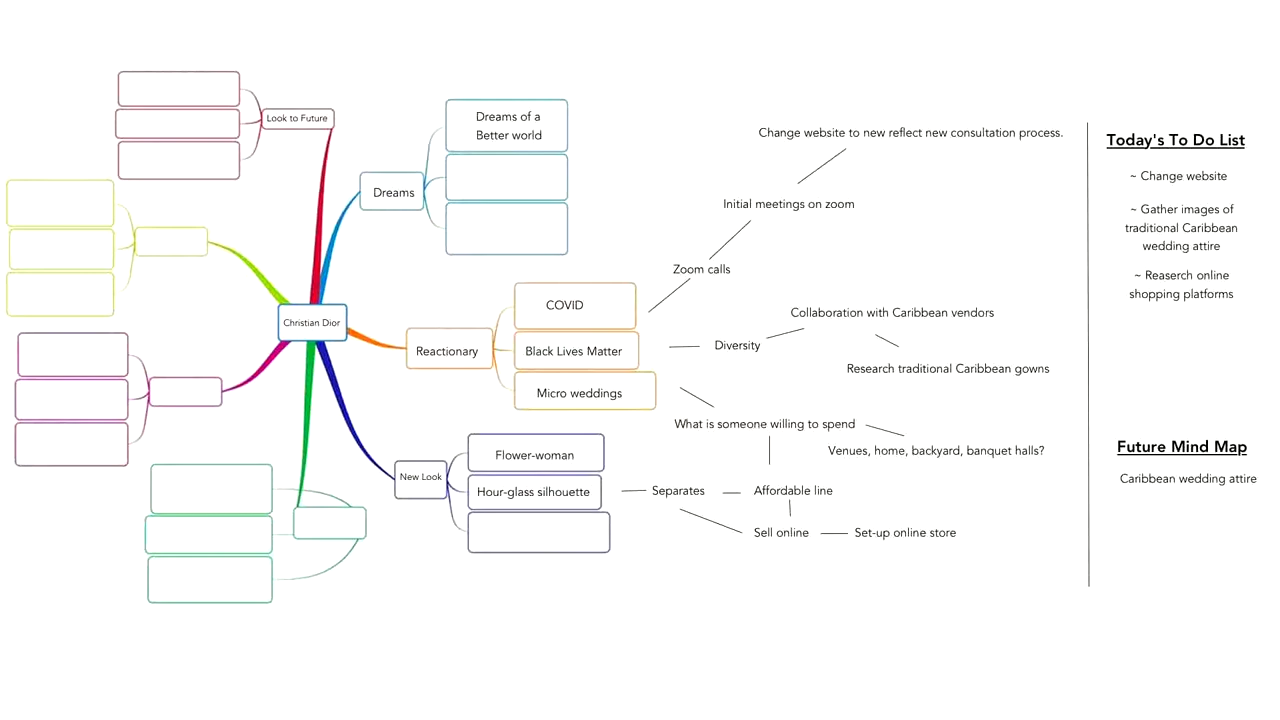 Look to Future
Christian Dior
Dreams
Dreams of a
Better world
Reactionary
COVID
Black Lives Matter
Micro weddings
New Look
Flower-woman
Hour-glass silhouette
Change website to new reflect new consultation process.
Initial meetings on zoom
Zoom calls
Collaboration with Caribbean vendors
Diversity
Research traditional Caribbean gowns
What is someone willing to spend
Venues, home, backyard, banquet halls?
Separates
Affordable line
Sell online
Set-up online store
Today's To Do List
~ Change website
~ Gather images of
traditional Caribbean
wedding attire
~ Reaserch online
shopping platforms
Future Mind Map
Caribbean wedding attire